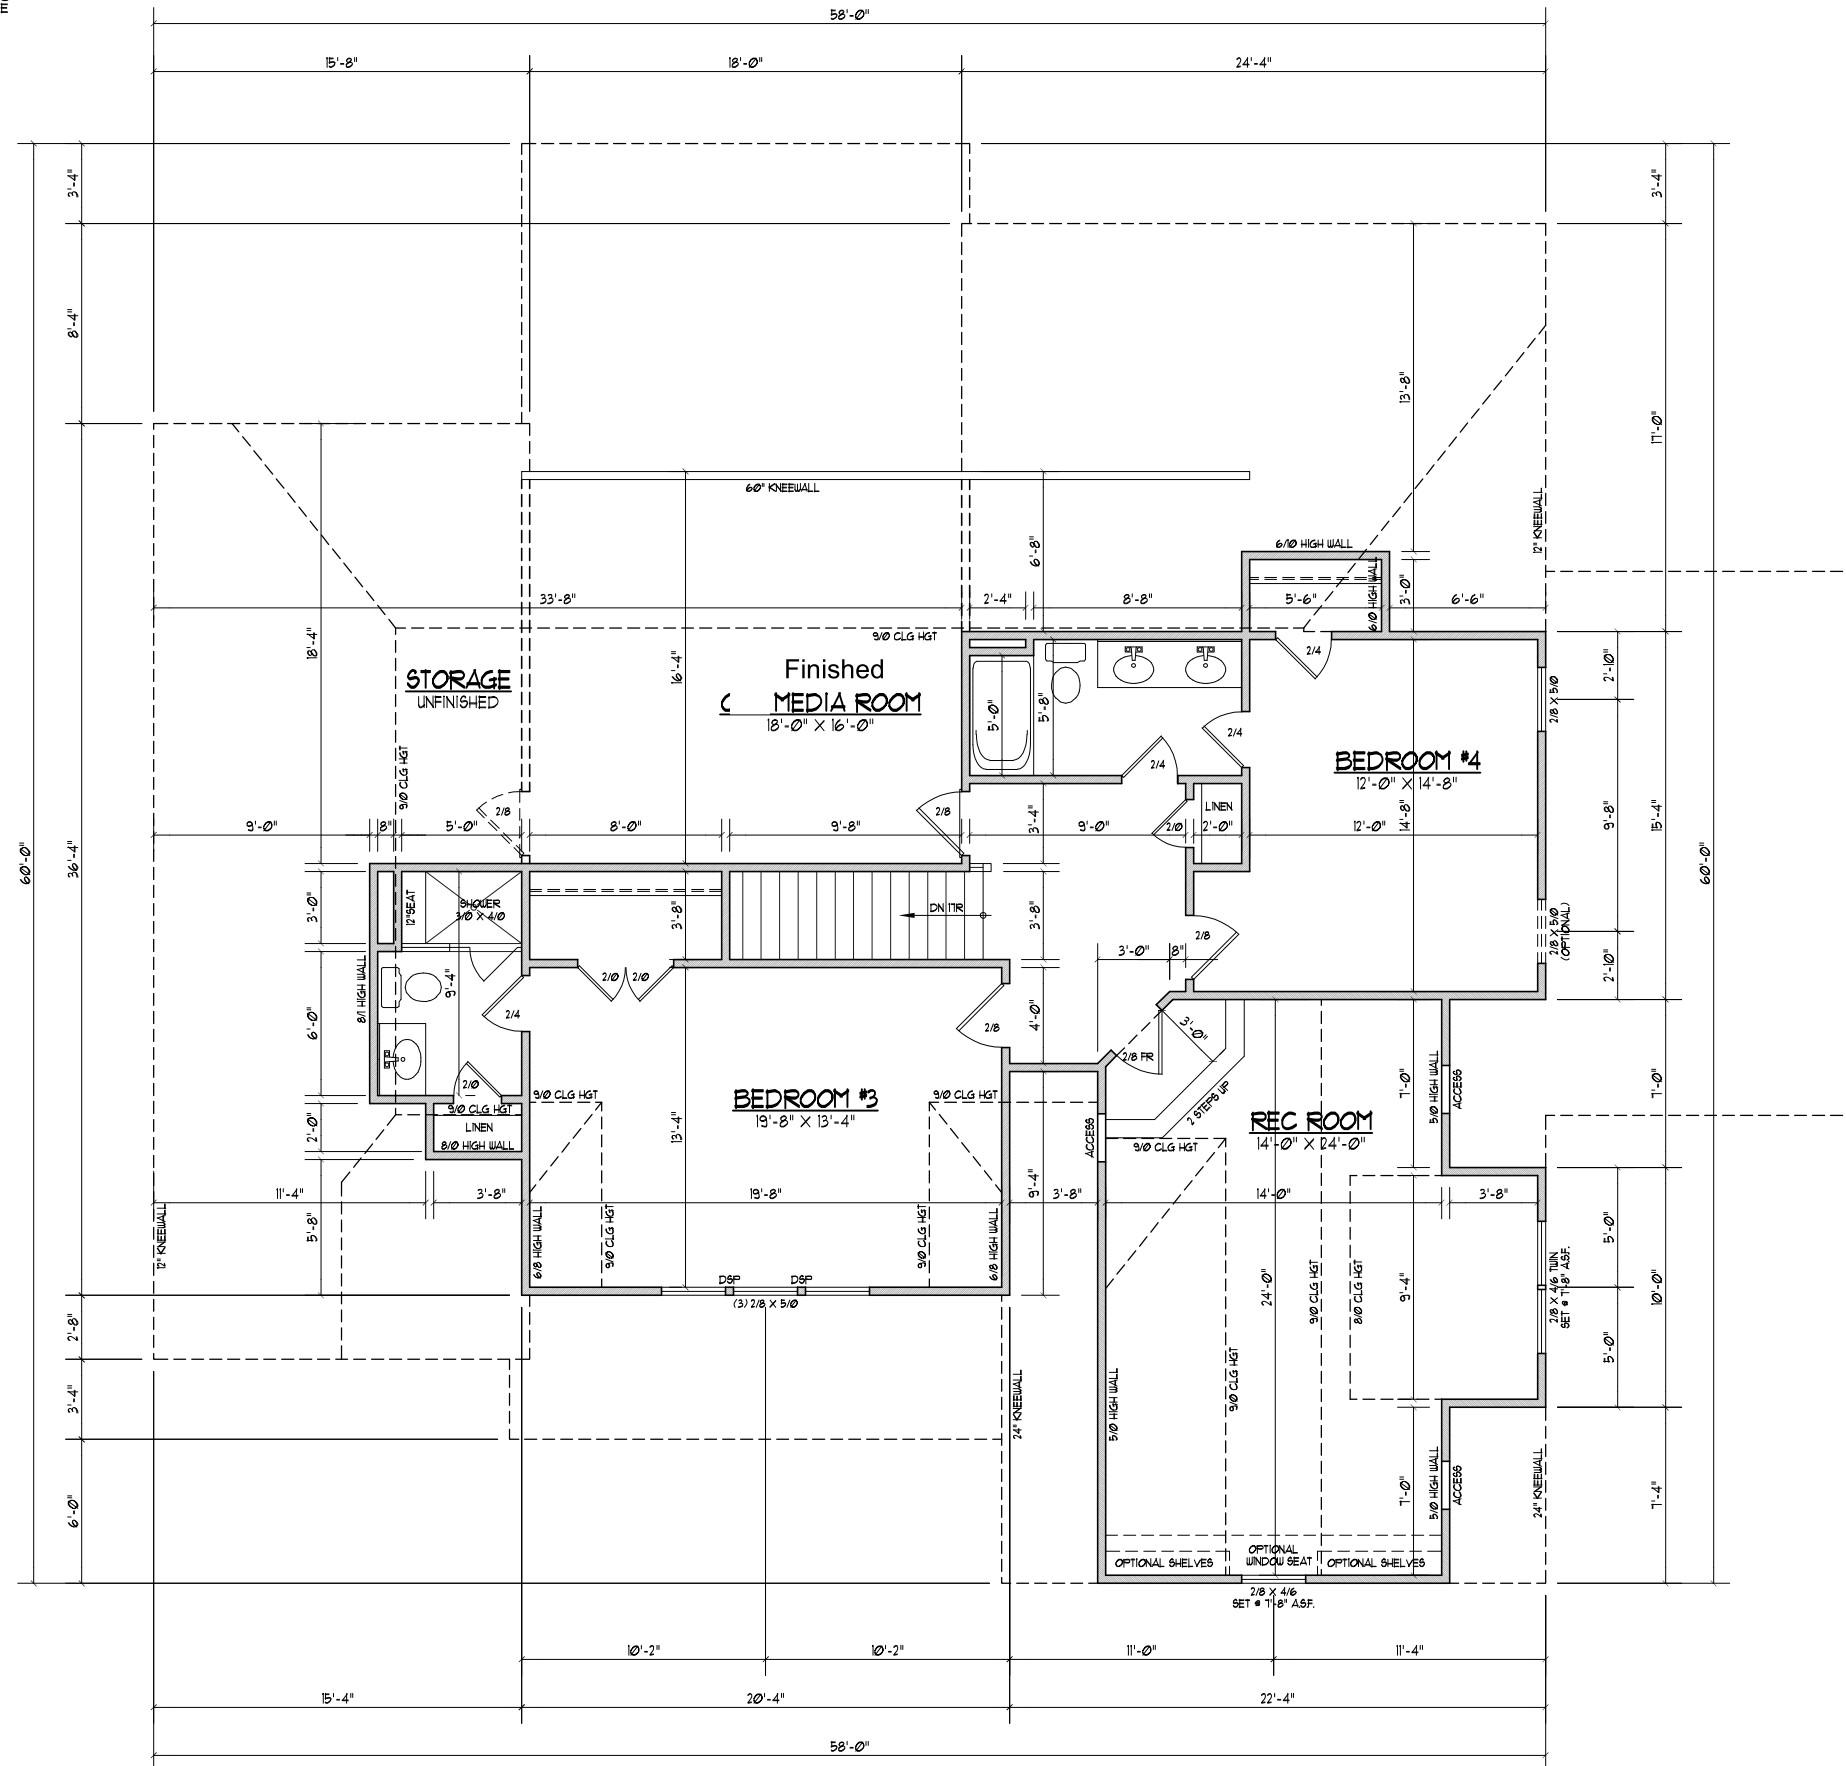 58'-0"
15'-8"
18'-0"
24'-4"
3'-4"
3'-4"
8'-4"
13'-8"
17'-0"
60" KNEEWALL
12" KNEEWALL
6'-8"
6/10 HIGH WALL
6/10 HIGH WALL
3'-0"
33'-8"
2'-4"
8'-8"
5'-6"
6'-6"
9/0 CLG HGT
18'-4"
16'-4"
STORAGE
UNFINISHED
Finished
MEDIA ROOM
18'-0" X 16'-0"
5'-0"
5'-8"
2/4
2/4
2/4
2'-10"
2/8 X 5/0
BEDROOM #4
12'-0" X 14'-8"
14'-8"
9/0 CLG HGT
2/8
2/8
LINEN
9'-0"
8"
5'-0"
8'-0"
9'-8"
3'-4"
9'-0"
2/0
2'-0"
12'-0"
9'-8"
15'-4"
60'-0"
36'-4"
60'-0"
3'-0"
12"SEAT
SHOWER
3/0 X 4/0
3'-8"
DN 17R
3'-8"
2/8
3'-0"
8"
2/8 X 5/0
(OPTIONAL)
2'-10"
8/1 HIGH WALL
9'-4"
6'-0"
2/4
2/0
2/0
2/8
4'-0"
3'-0"
2/8 FR
2 STEPS UP
2/0
9/0 CLG HGT
LINEN
8/0 HIGH WALL
2'-0"
9/0 CLG HGT
BEDROOM #3
19'-8" X 13'-4"
13'-4"
9/0 CLG HGT
ACCESS
9/0 CLG HGT
REC ROOM
14'-0" X 24'-0"
7'-0"
5/0 HIGH WALL
ACCESS
7'-0"
11'-4"
3'-8"
19'-8"
9'-4"
3'-8"
14'-0"
3'-8"
12" KNEEWALL
5'-8"
6/8 HIGH WALL
9/0 CLG HGT
9/0 CLG HGT
6/8 HIGH WALL
DSP
DSP
(3) 2/8 X 5/0
24'-0"
9/0 CLG HGT
8/0 CLG HGT
9'-4"
2/8 X 4/6 TWIN
SET @ 7'-8" A.S.F.
5'-0"
5'-0"
10'-0"
2'-8"
3'-4"
6'-0"
24" KNEEWALL
5/0 HIGH WALL
9/0 CLG HGT
7'-0"
5/0 HIGH WALL
ACCESS
24" KNEEWALL
7'-4"
OPTIONAL SHELVES
OPTIONAL
WINDOW SEAT
OPTIONAL SHELVES
2/8 X 4/6
SET @ 7'-8" A.S.F.
10'-2"
10'-2"
11'-0"
11'-4"
15'-4"
20'-4"
22'-4"
58'-0"